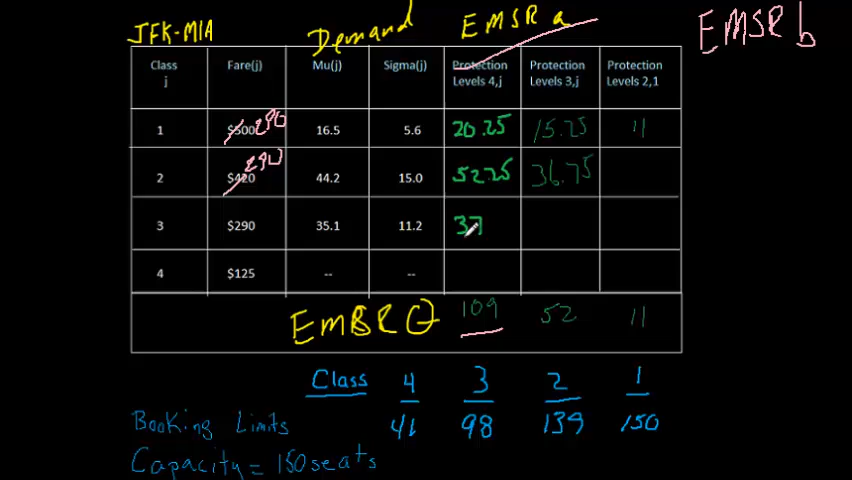 JFK-MIA Demand EMSR a EMSR b
Class j Fare(j) Mu(j) Sigma(j) Protection Levels 4,j Protection Levels 3,j Protection Levels 2,1
1 $500 290 16.5 5.6 20.25 15.25 11
2 $420 290 44.2 15.0 52.25 36.75
3 $290 35.1 11.2 37
4 $125 -- --
109 52 11
Class 4 3 2 1
Booking Limits 41 98 139 150
Capacity = 150 seats